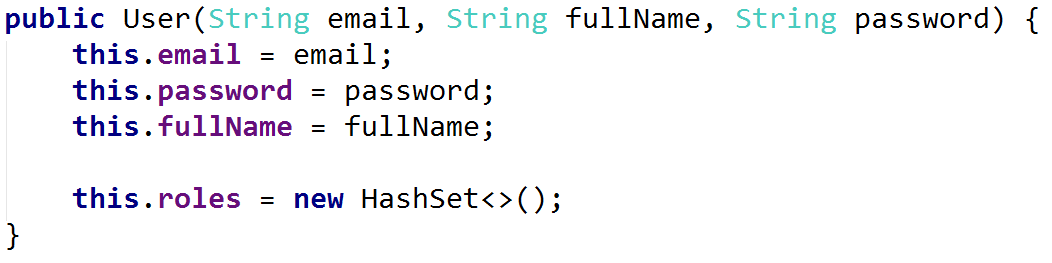 public User(String email, String fullName, String password) {
    this.email = email;
    this.password = password;
    this.fullName = fullName;

    this.roles = new HashSet<>();
}